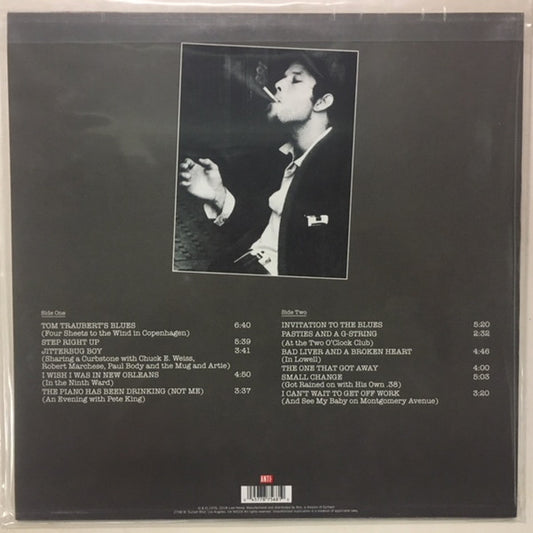 Side One
TOM TRAUBERT'S BLUES 6:40
(Four Sheets to the Wind in Copenhagen)
STEP RIGHT UP 5:39
JITTERBUG BOY 3:41
(Sharing a Curbstone with Chuck E. Weiss,
Robert Marchese, Paul Body and the Mug and Artie)
I WISH I WAS IN NEW ORLEANS 4:50
(In the Ninth Ward)
THE PIANO HAS BEEN DRINKING (NOT ME) 3:37
(An Evening with Pete King)
Side Two
INVITATION TO THE BLUES 5:20
PASTIES AND A G-STRING 2:32
(At the Two O'Clock Club)
BAD LIVER AND A BROKEN HEART 4:46
(In Lowell)
THE ONE THAT GOT AWAY 4:00
SMALL CHANGE 5:03
(Got Rained on with His Own .38)
I CAN'T WAIT TO GET OFF WORK 3:20
(And See My Baby on Montgomery Avenue)
ANTI